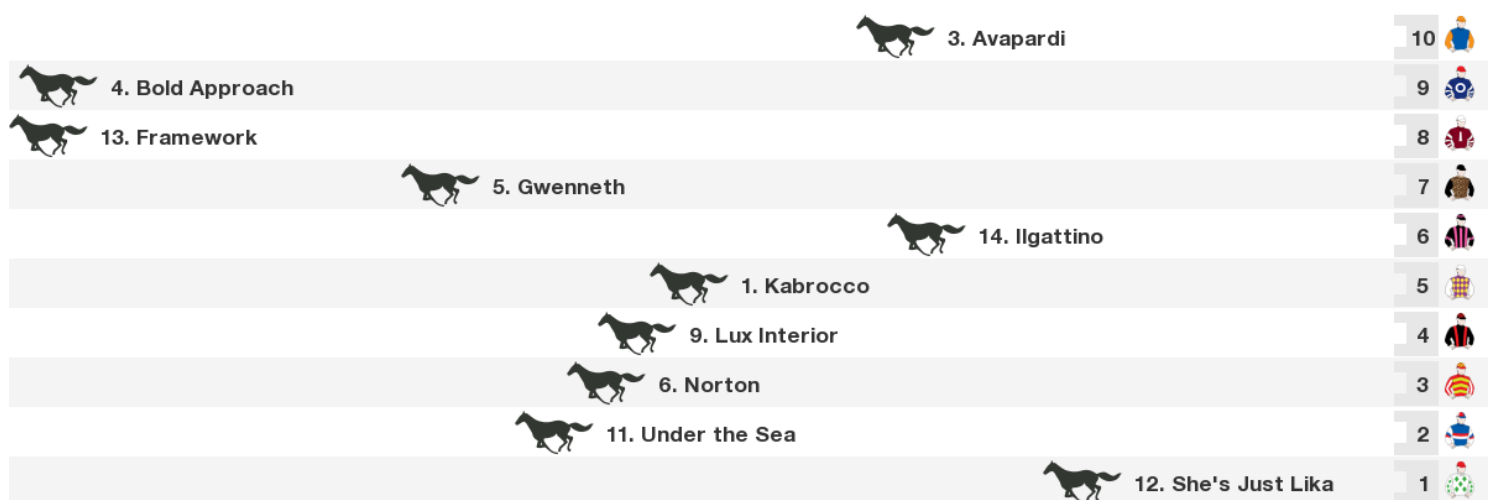 3. Avapardi 10
4. Bold Approach 9
13. Framework 8
5. Gwenneth 7
14. Ilgattino 6
1. Kabrocco 5
9. Lux Interior 4
6. Norton 3
11. Under the Sea 2
12. She's Just Lika 1